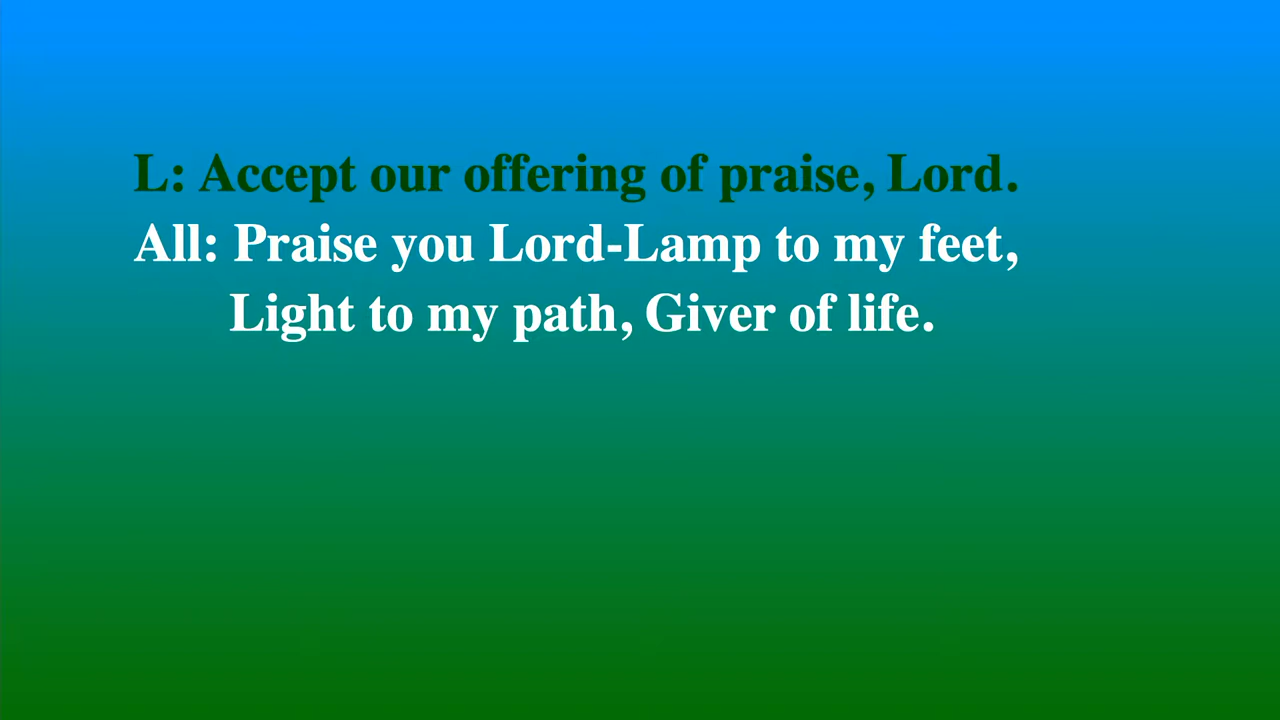 L: Accept our offering of praise, Lord.
All: Praise you Lord-Lamp to my feet,
Light to my path, Giver of life.